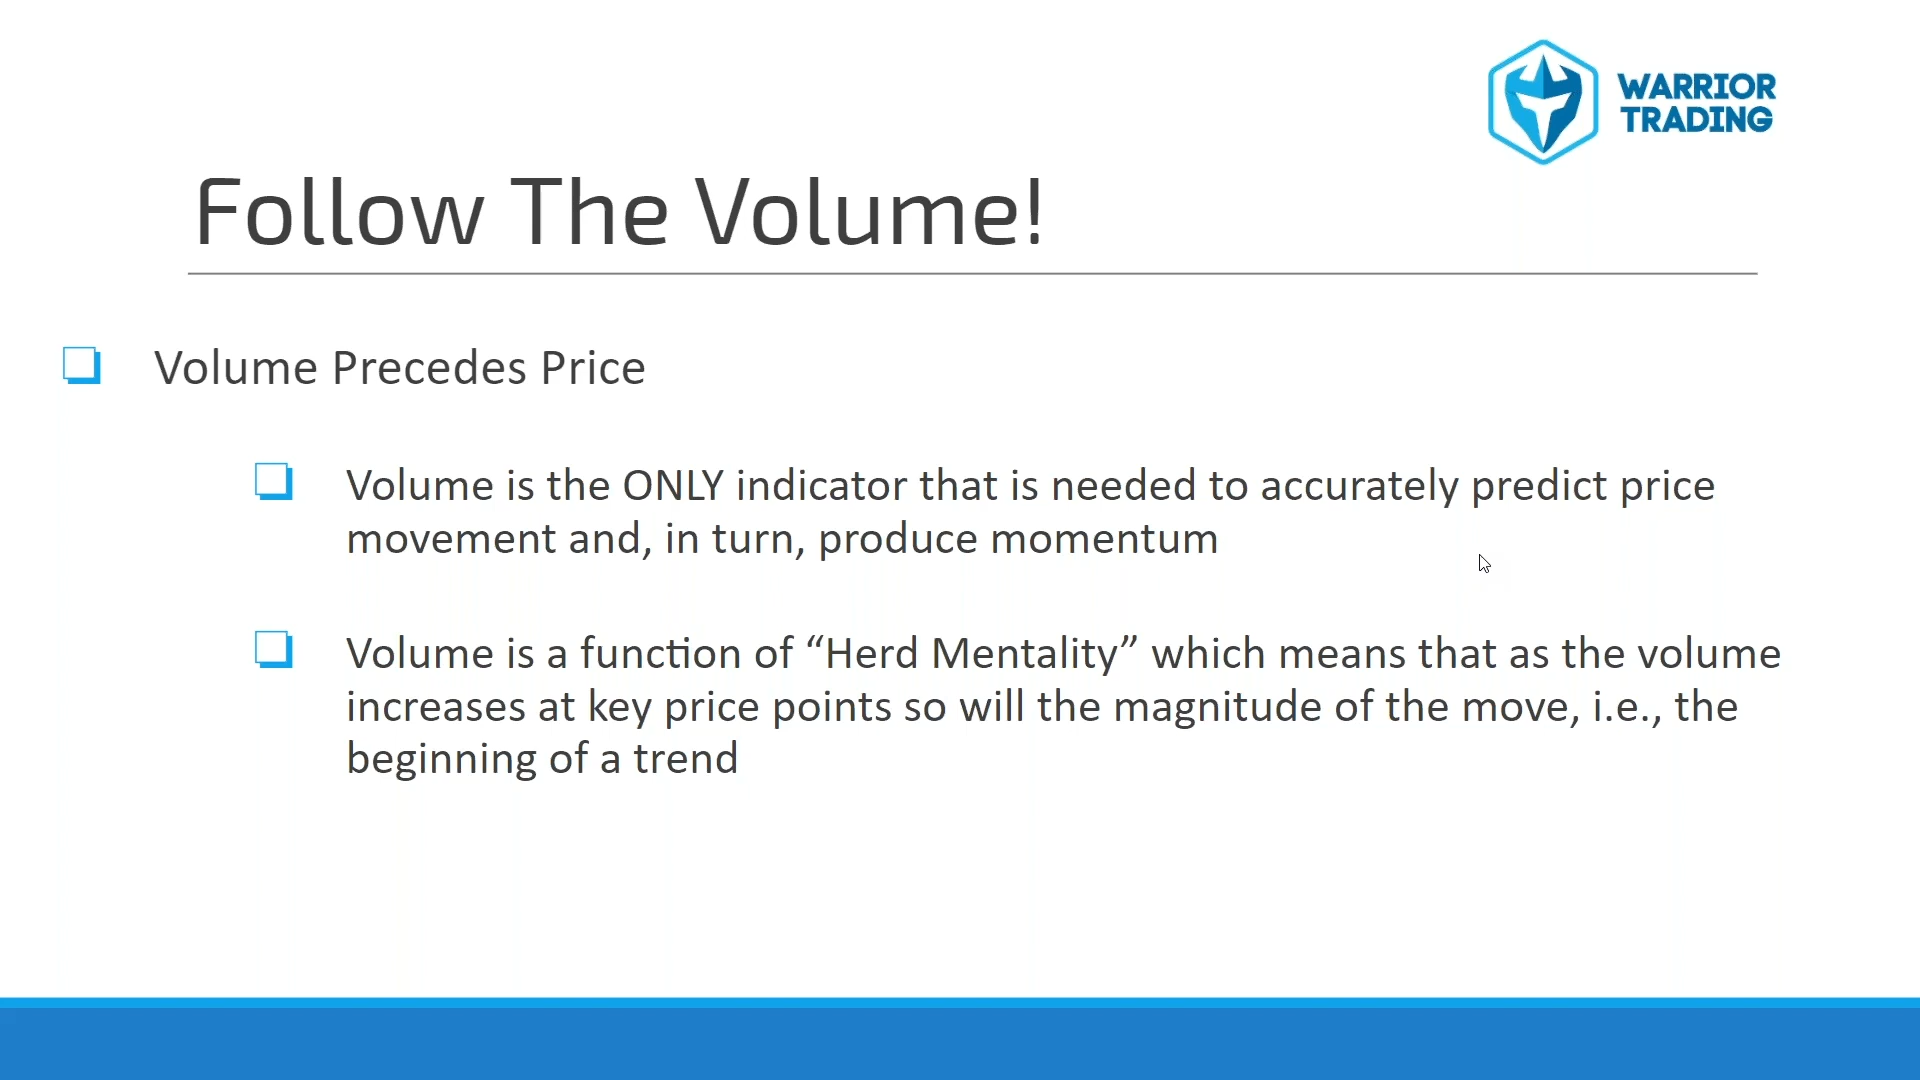 WARRIOR
TRADING
Follow The Volume!
Volume Precedes Price
Volume is the ONLY indicator that is needed to accurately predict price
movement and, in turn, produce momentum
Volume is a function of “Herd Mentality” which means that as the volume
increases at key price points so will the magnitude of the move, i.e., the
beginning of a trend